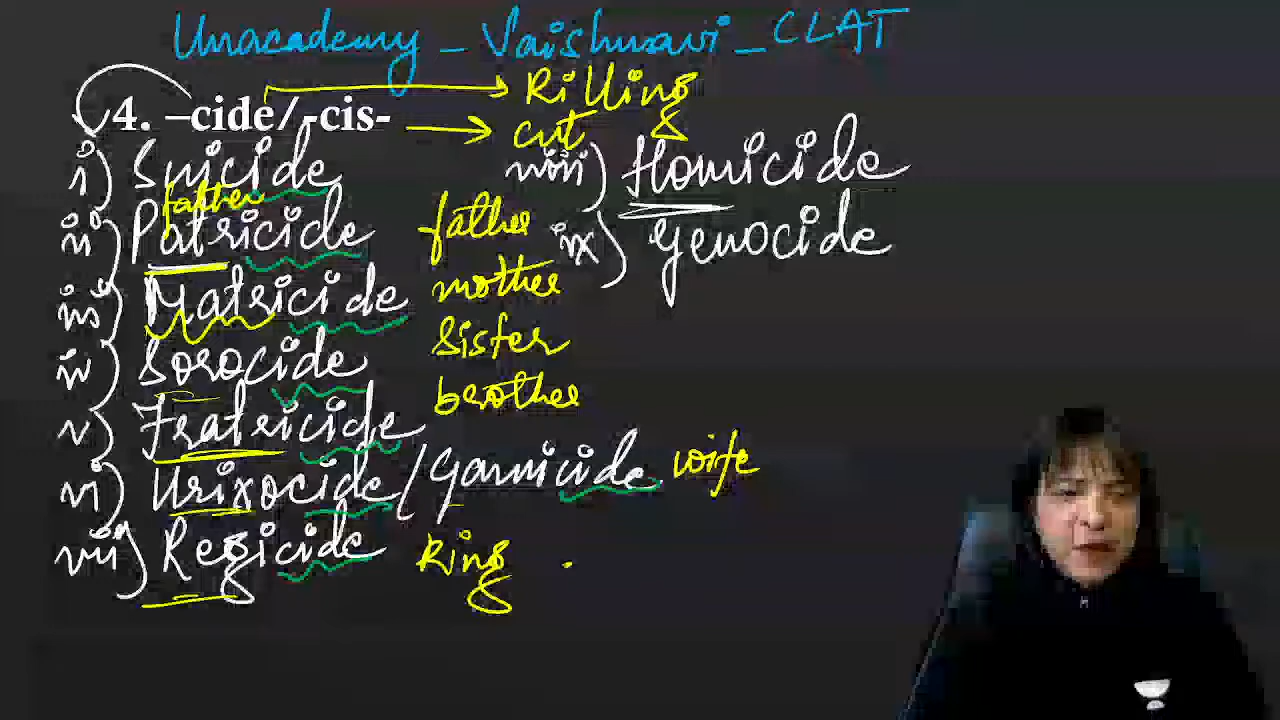 Unacademy - Vaishnavi - CLAT
4. –cide/-cis- → killing
→ cut
i) Suicide
father
ii) Patricide father
iii) Matricide mother
iv) Sorocide sister
v) Fratricide brother
vi) Urixocide/Gamicide wife
vii) Regicide King .
viii) Homicide
ix) Genocide